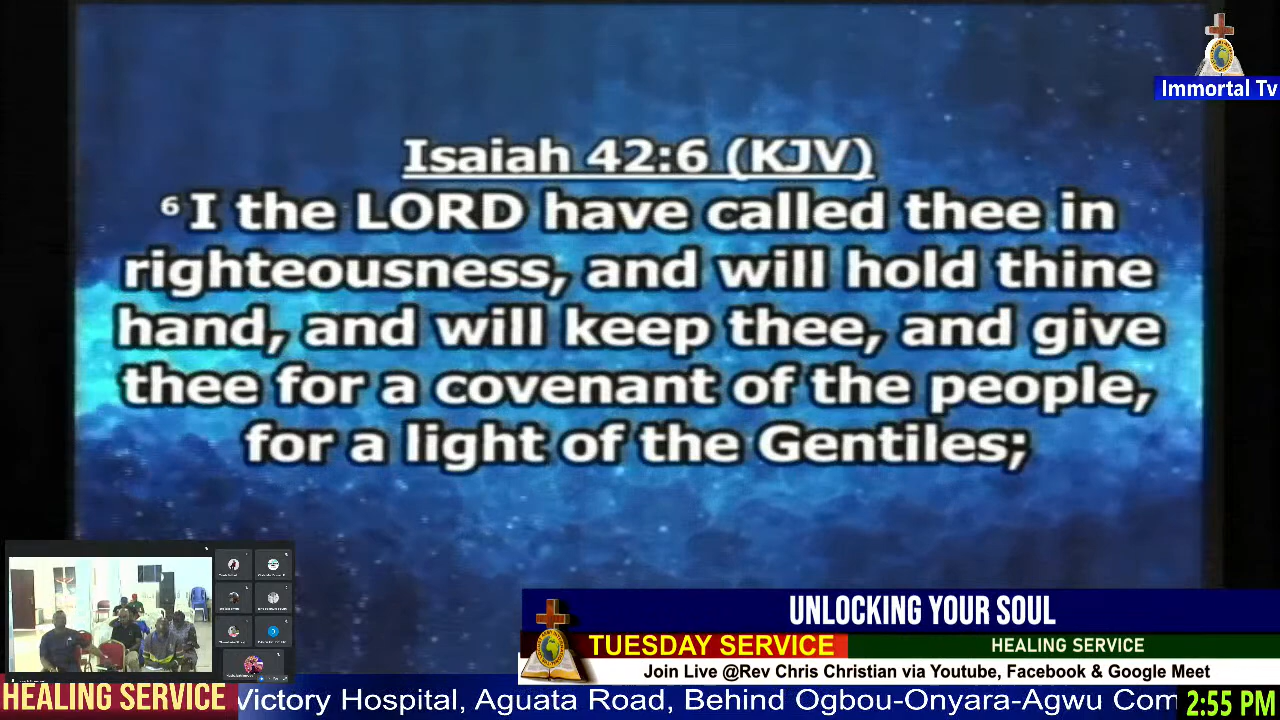 Immortal Tv
Isaiah 42:6 (KJV)
6 I the LORD have called thee in
righteousness, and will hold thine
hand, and will keep thee, and give
thee for a covenant of the people,
for a light of the Gentiles;
UNLOCKING YOUR SOUL
TUESDAY SERVICE
HEALING SERVICE
Join Live @Rev Chris Christian via Youtube, Facebook & Google Meet
HEALING SERVICE
Victory Hospital, Aguata Road, Behind Ogbou-Onyara-Agwu Com
2:55 PM